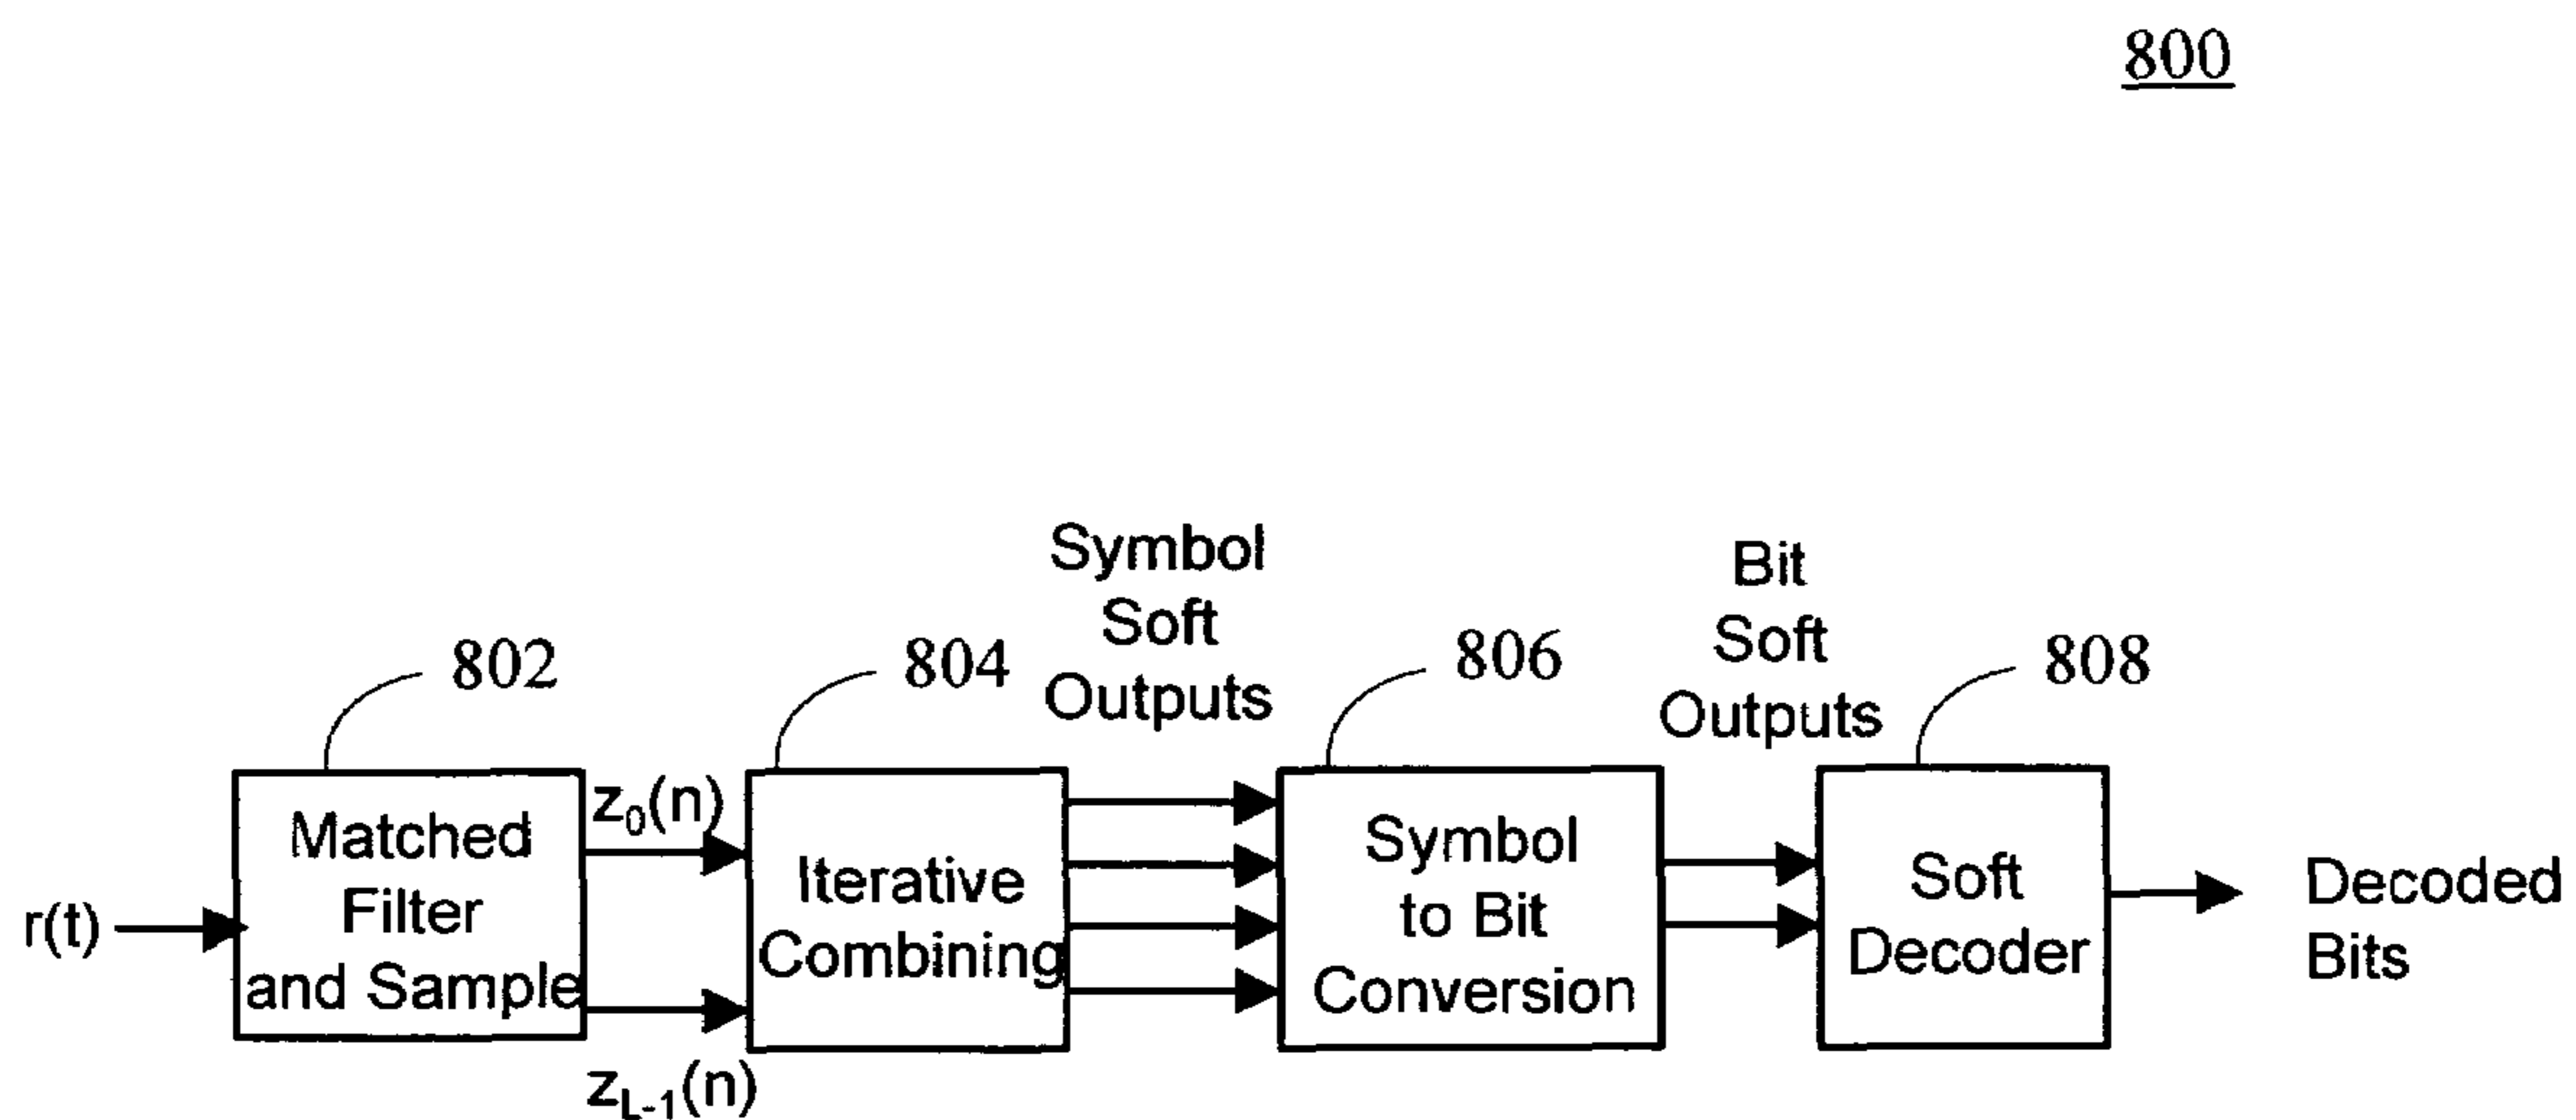 800
Symbol
Soft
Outputs
Bit
Soft
Outputs
802
804
806
808
r(t)
Matched
Filter
and Sample
z0(n)
zL-1(n)
Iterative
Combining
Symbol
to Bit
Conversion
Soft
Decoder
Decoded
Bits